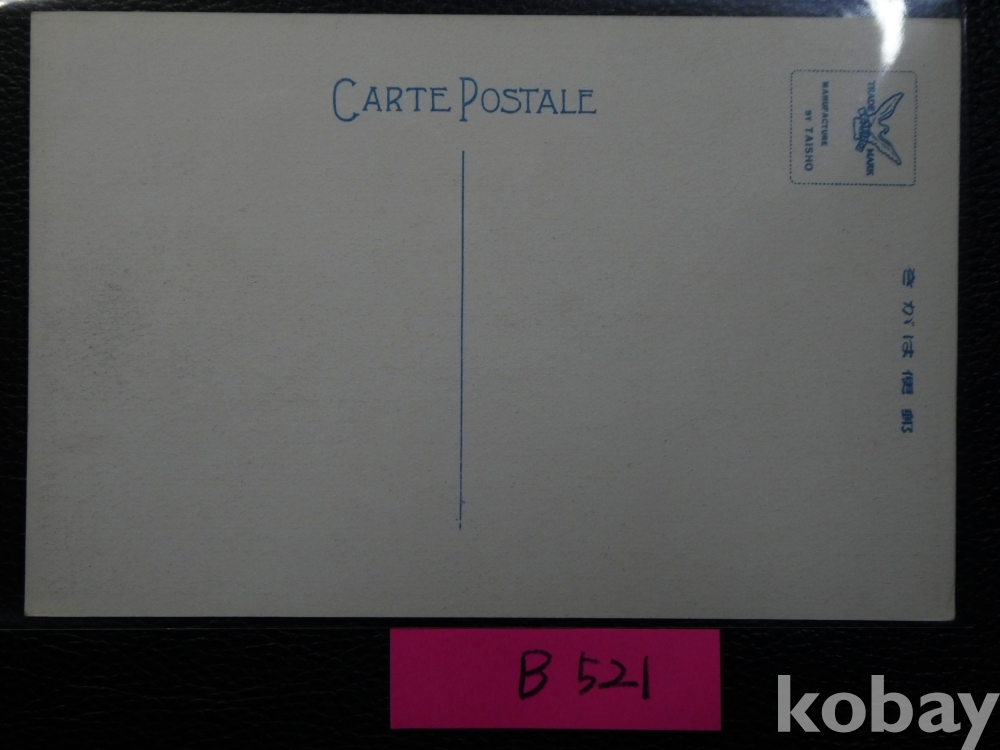 CARTE POSTALE
TRADE MARK
MANUFACTURE
BY TAISHO
きがは便郵
B 521
kobay